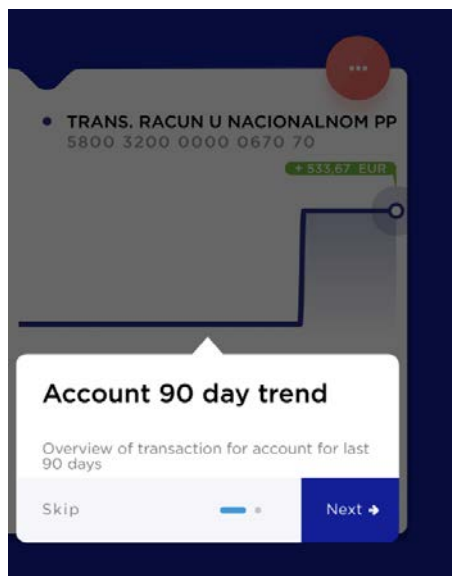 TRANS. RACUN U NACIONALNOM PP
5800 3200 0000 0670 70
+ 533,67 EUR
Account 90 day trend
Overview of transaction for account for last
90 days
Skip
Next